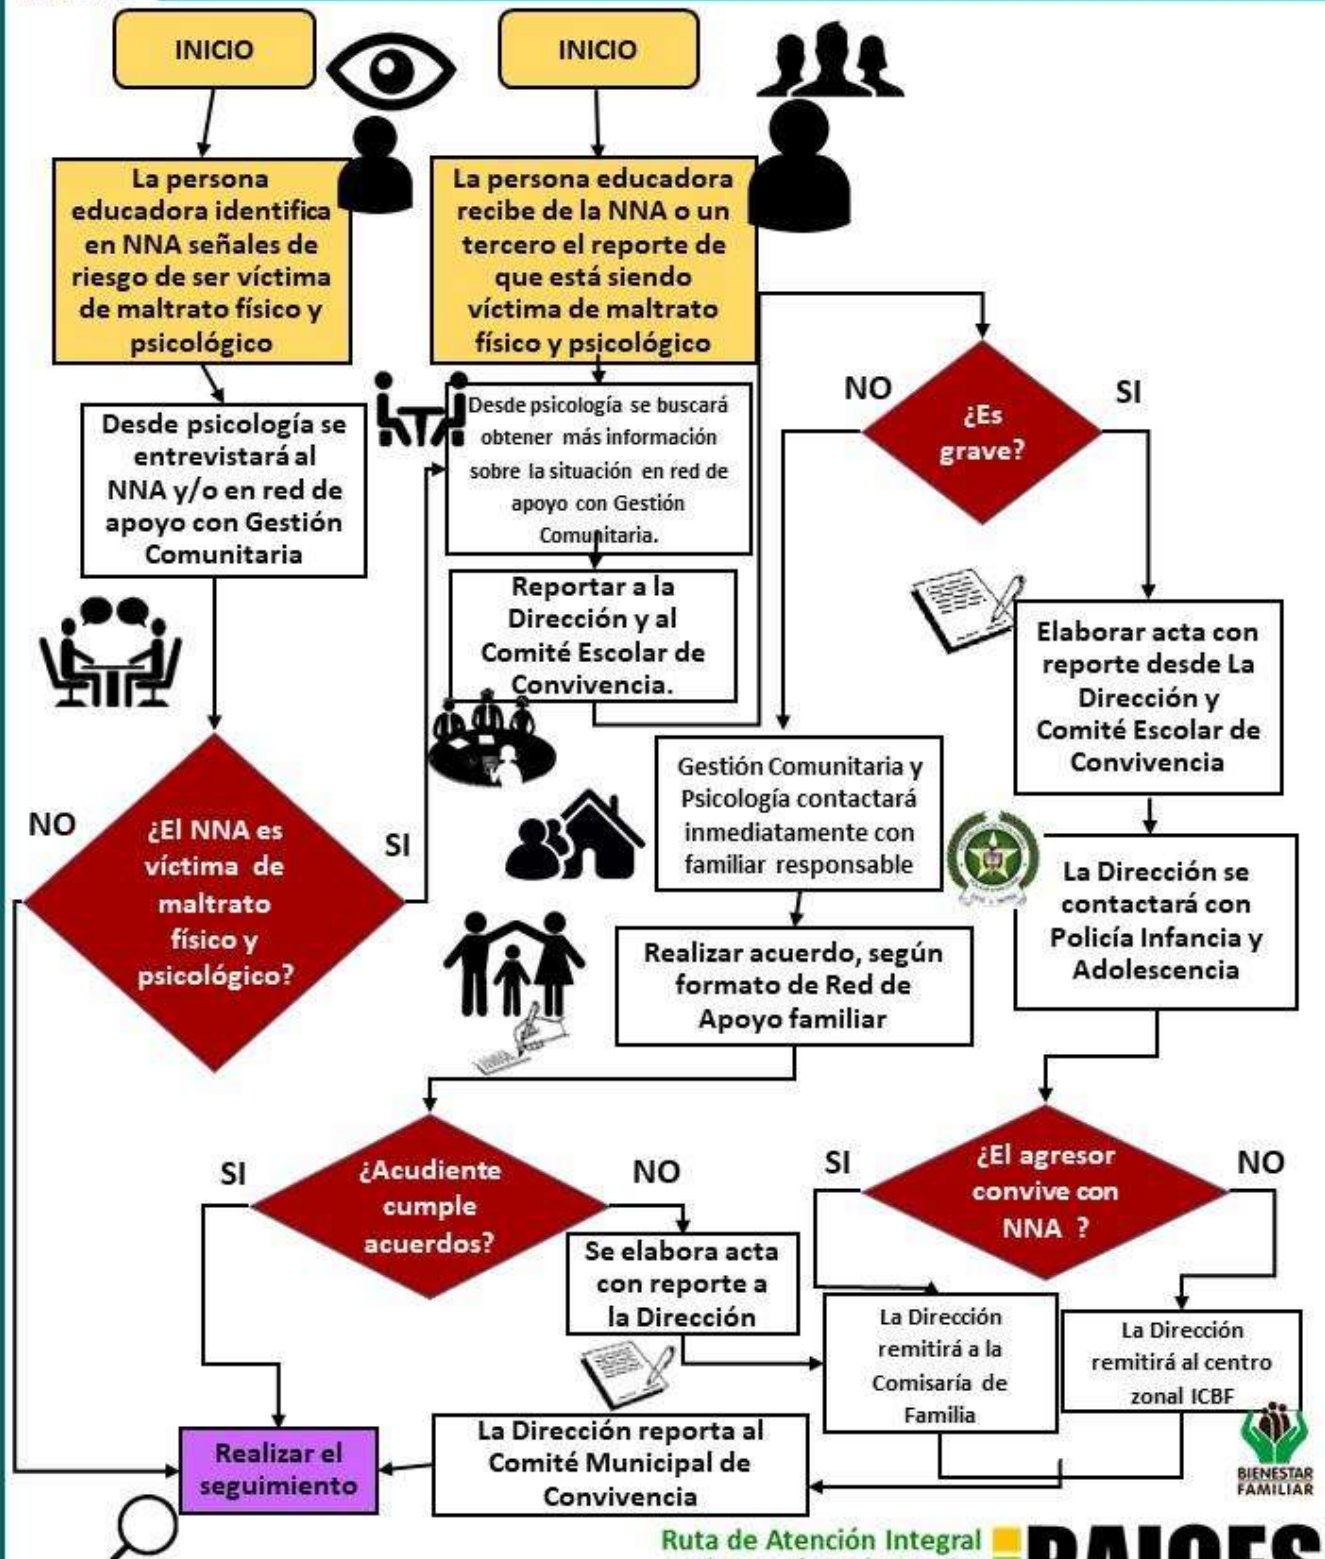 INICIO
INICIO
La persona
educadora identifica
en NNA señales de
riesgo de ser víctima
de maltrato físico y
psicológico
La persona educadora
recibe de la NNA o un
tercero el reporte de
que está siendo
víctima de maltrato
físico y psicológico
Desde psicología se
entrevistará al
NNA y/o en red de
apoyo con Gestión
Comunitaria
Desde psicología se buscará
obtener más información
sobre la situación en red de
apoyo con Gestión
Comunitaria.
Reportar a la
Dirección y al
Comité Escolar de
Convivencia.
NO
¿Es
grave?
SI
Elaborar acta con
reporte desde La
Dirección y
Comité Escolar de
Convivencia
NO
¿El NNA es
víctima de
maltrato
físico y
psicológico?
SI
Gestión Comunitaria y
Psicología contactará
inmediatamente con
familiar responsable
La Dirección se
contactará con
Policía Infancia y
Adolescencia
Realizar acuerdo, según
formato de Red de
Apoyo familiar
SI
¿Acudiente
cumple
acuerdos?
NO
SI
¿El agresor
convive con
NNA ?
NO
Se elabora acta
con reporte a
la Dirección
La Dirección
remitirá a la
Comisaría de
Familia
La Dirección
remitirá al centro
zonal ICBF
BIENESTAR
FAMILIAR
Realizar el
seguimiento
La Dirección reporta al
Comité Municipal de
Convivencia
Ruta de Atención Integral
RAICES